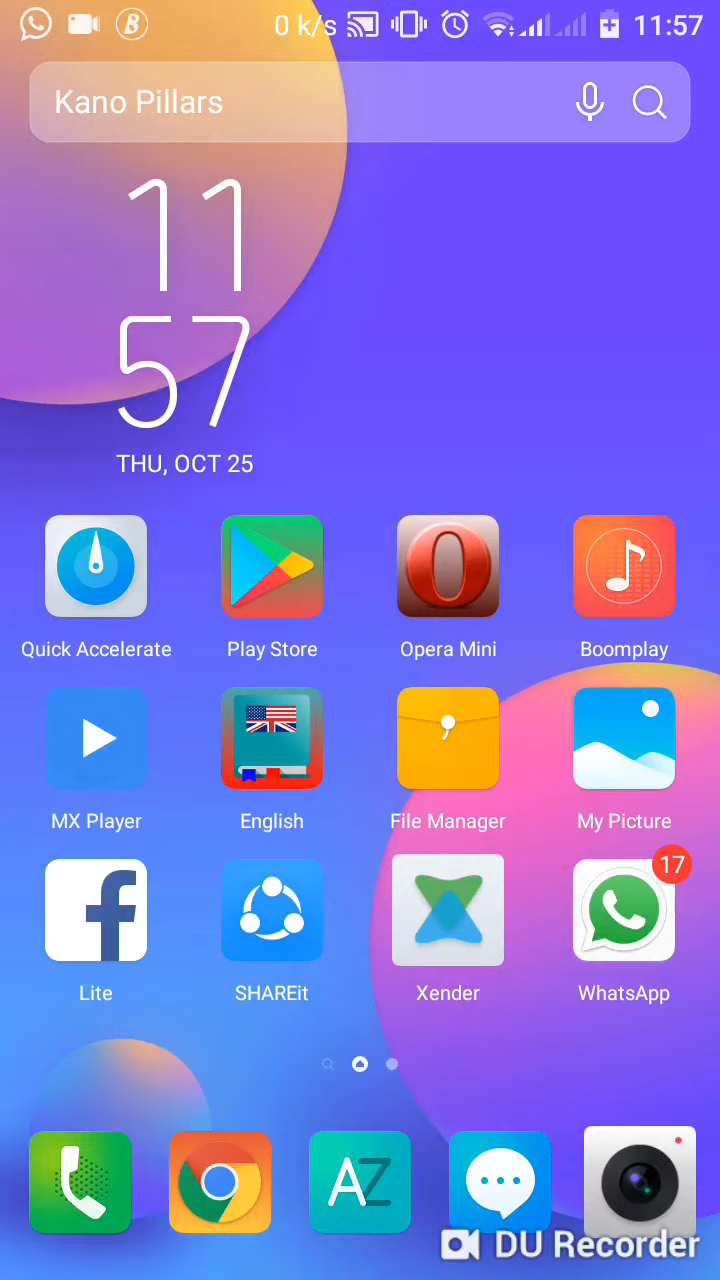 0 k/s 11:57
Kano Pillars
11
57
THU, OCT 25
Quick Accelerate Play Store Opera Mini Boomplay
MX Player English File Manager My Picture
17
Lite SHAREit Xender WhatsApp
AZ
DU Recorder